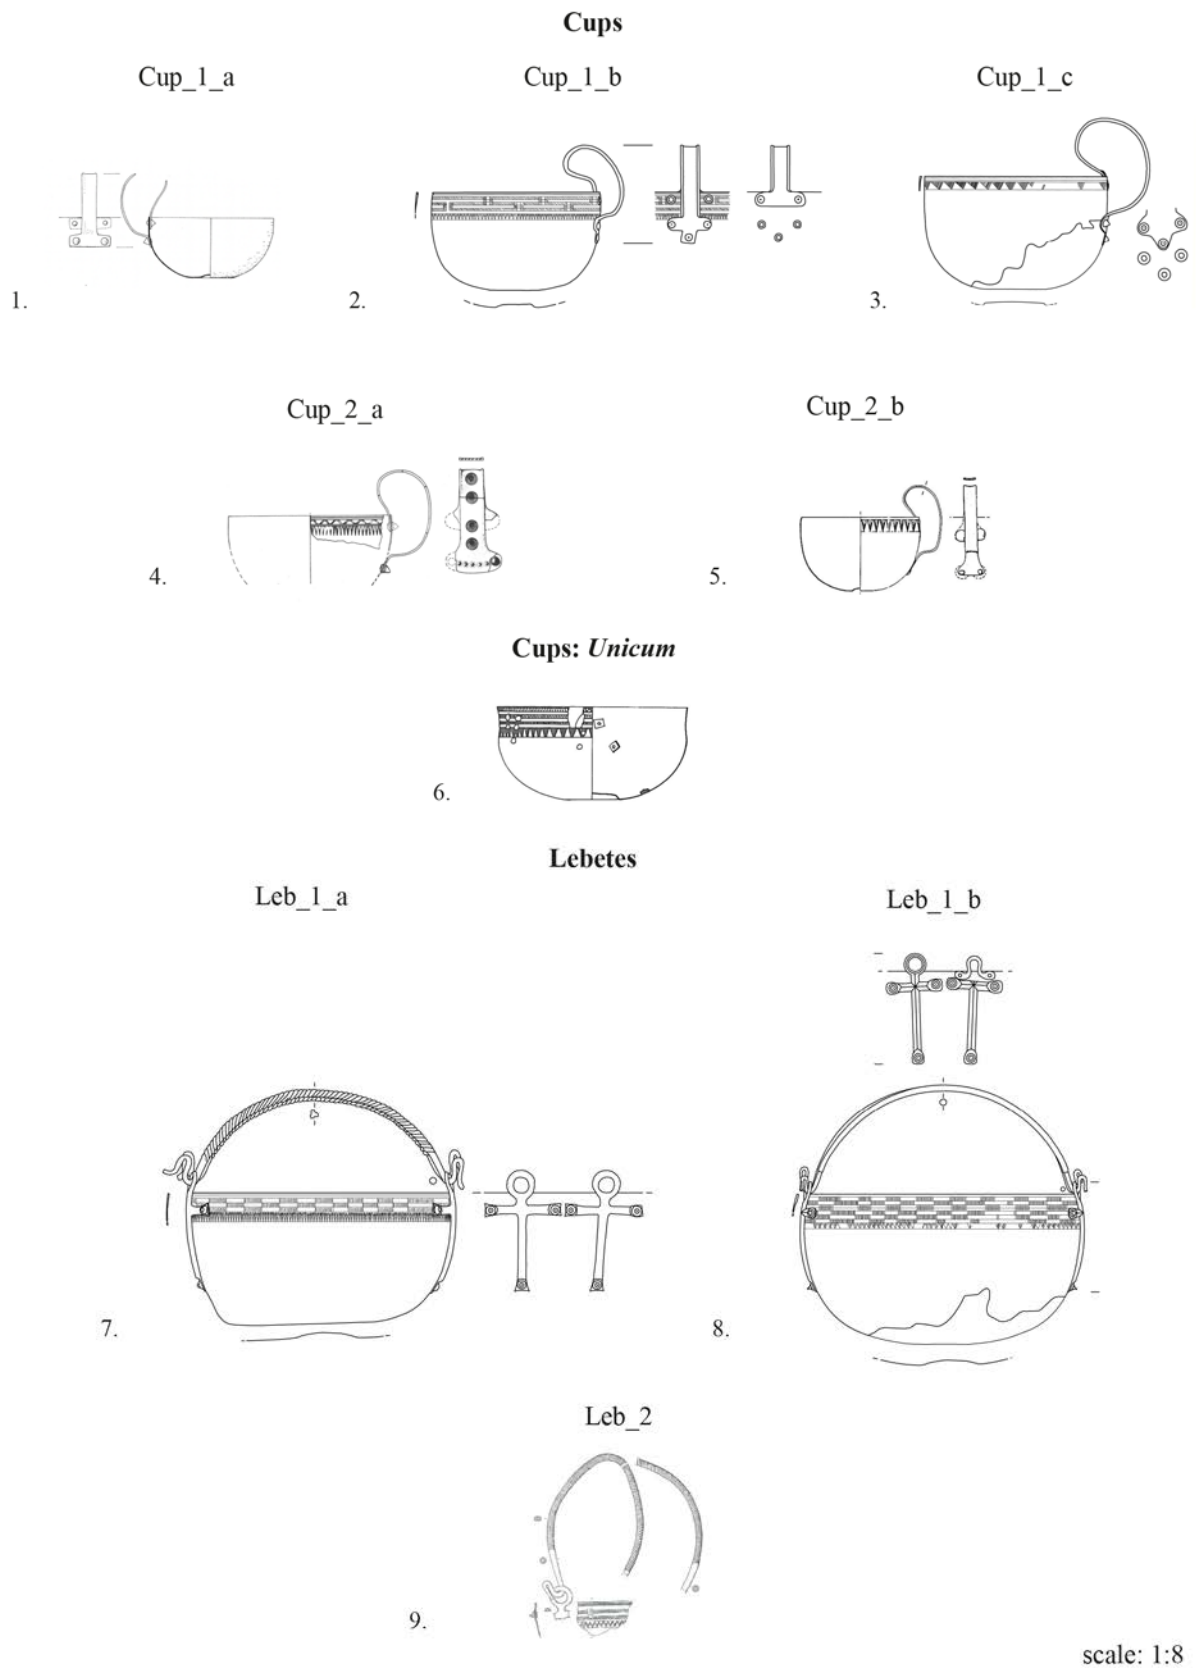 Cups
Cup_1_a
Cup_1_b
Cup_1_c
1.
2.
3.
Cup_2_a
Cup_2_b
4.
5.
Cups: Unicum
6.
Lebetes
Leb_1_a
Leb_1_b
7.
8.
Leb_2
9.
scale: 1:8